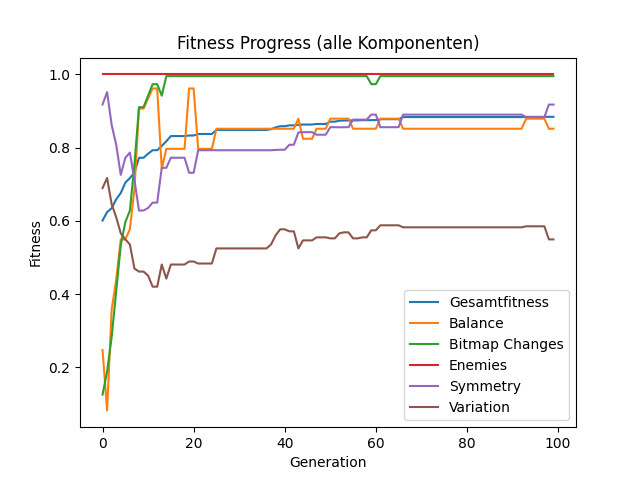 Fitness Progress (alle Komponenten)
1.0
0.8
0.6
0.4
0.2
Fitness
Gesamtfitness
Balance
Bitmap Changes
Enemies
Symmetry
Variation
0 20 40 60 80 100
Generation